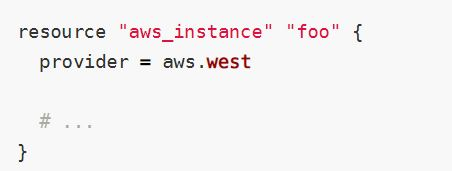 resource "aws_instance" "foo" {
  provider = aws.west
  # ...
}